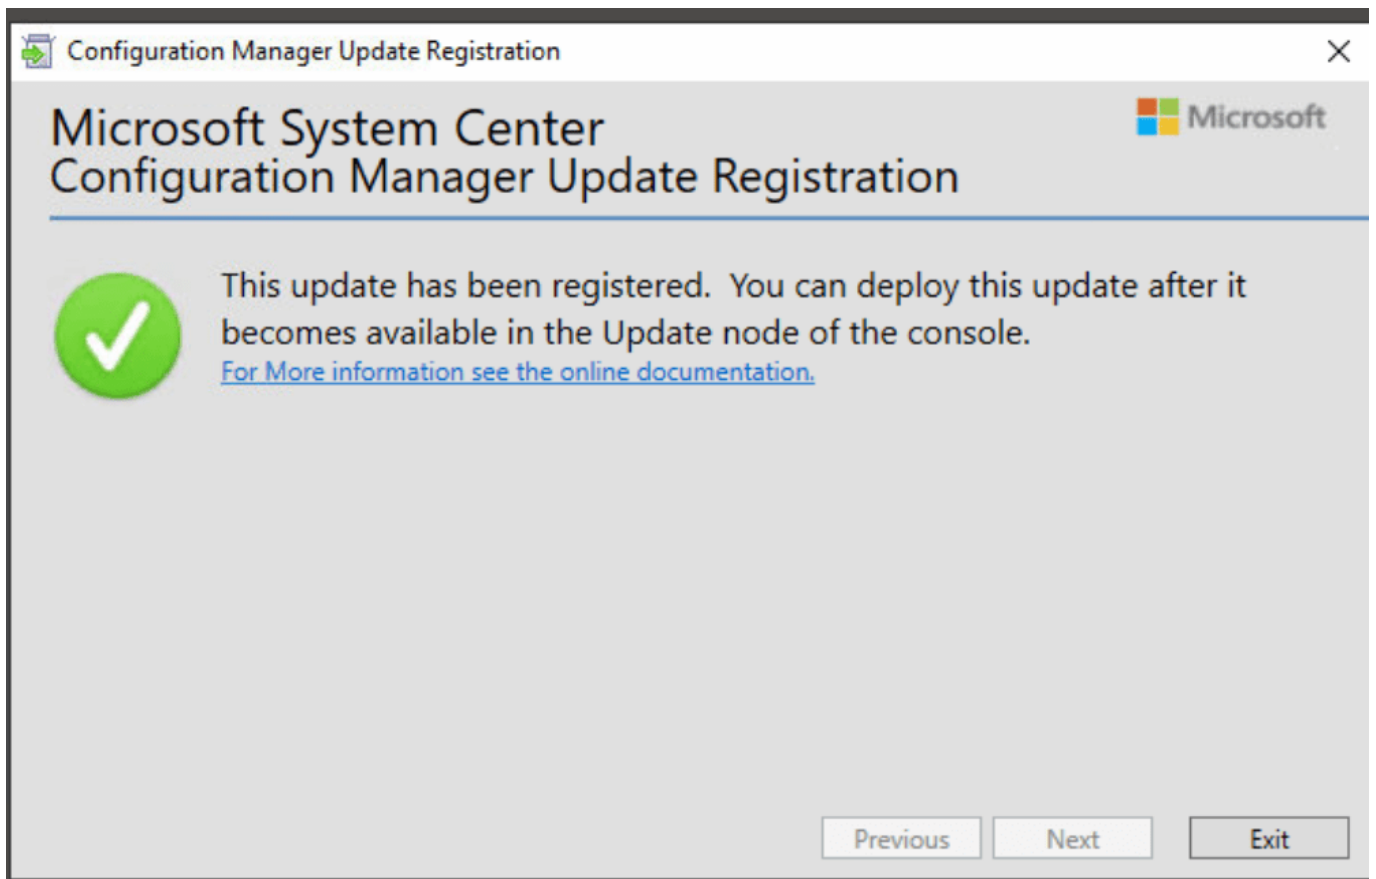 Configuration Manager Update Registration
Microsoft System Center
Microsoft
Configuration Manager Update Registration
This update has been registered.  You can deploy this update after it
becomes available in the Update node of the console.
For More information see the online documentation.
Previous
Next
Exit